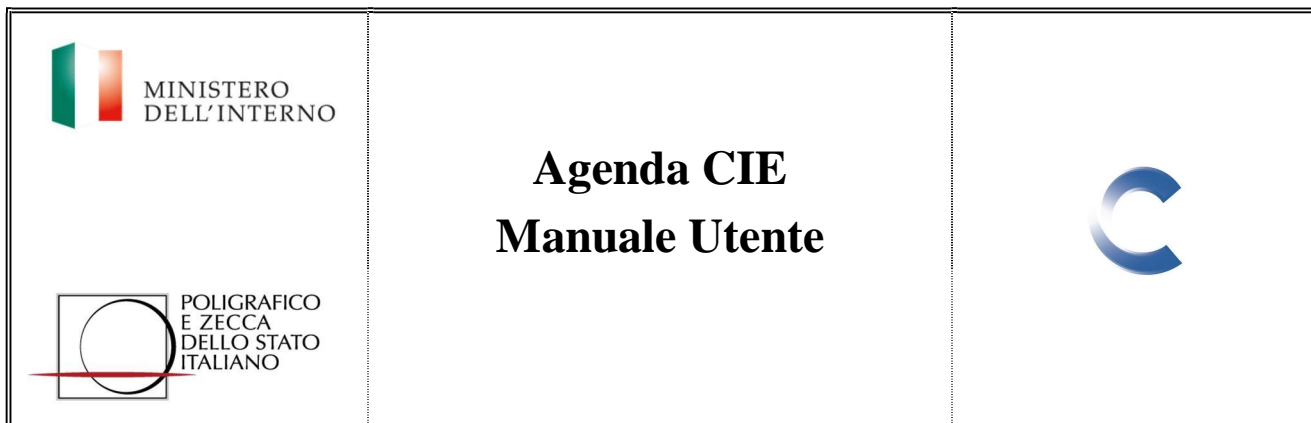 MINISTERO
DELL'INTERNO
POLIGRAFICO
E ZECCA
DELLO STATO
ITALIANO
Agenda CIE
Manuale Utente